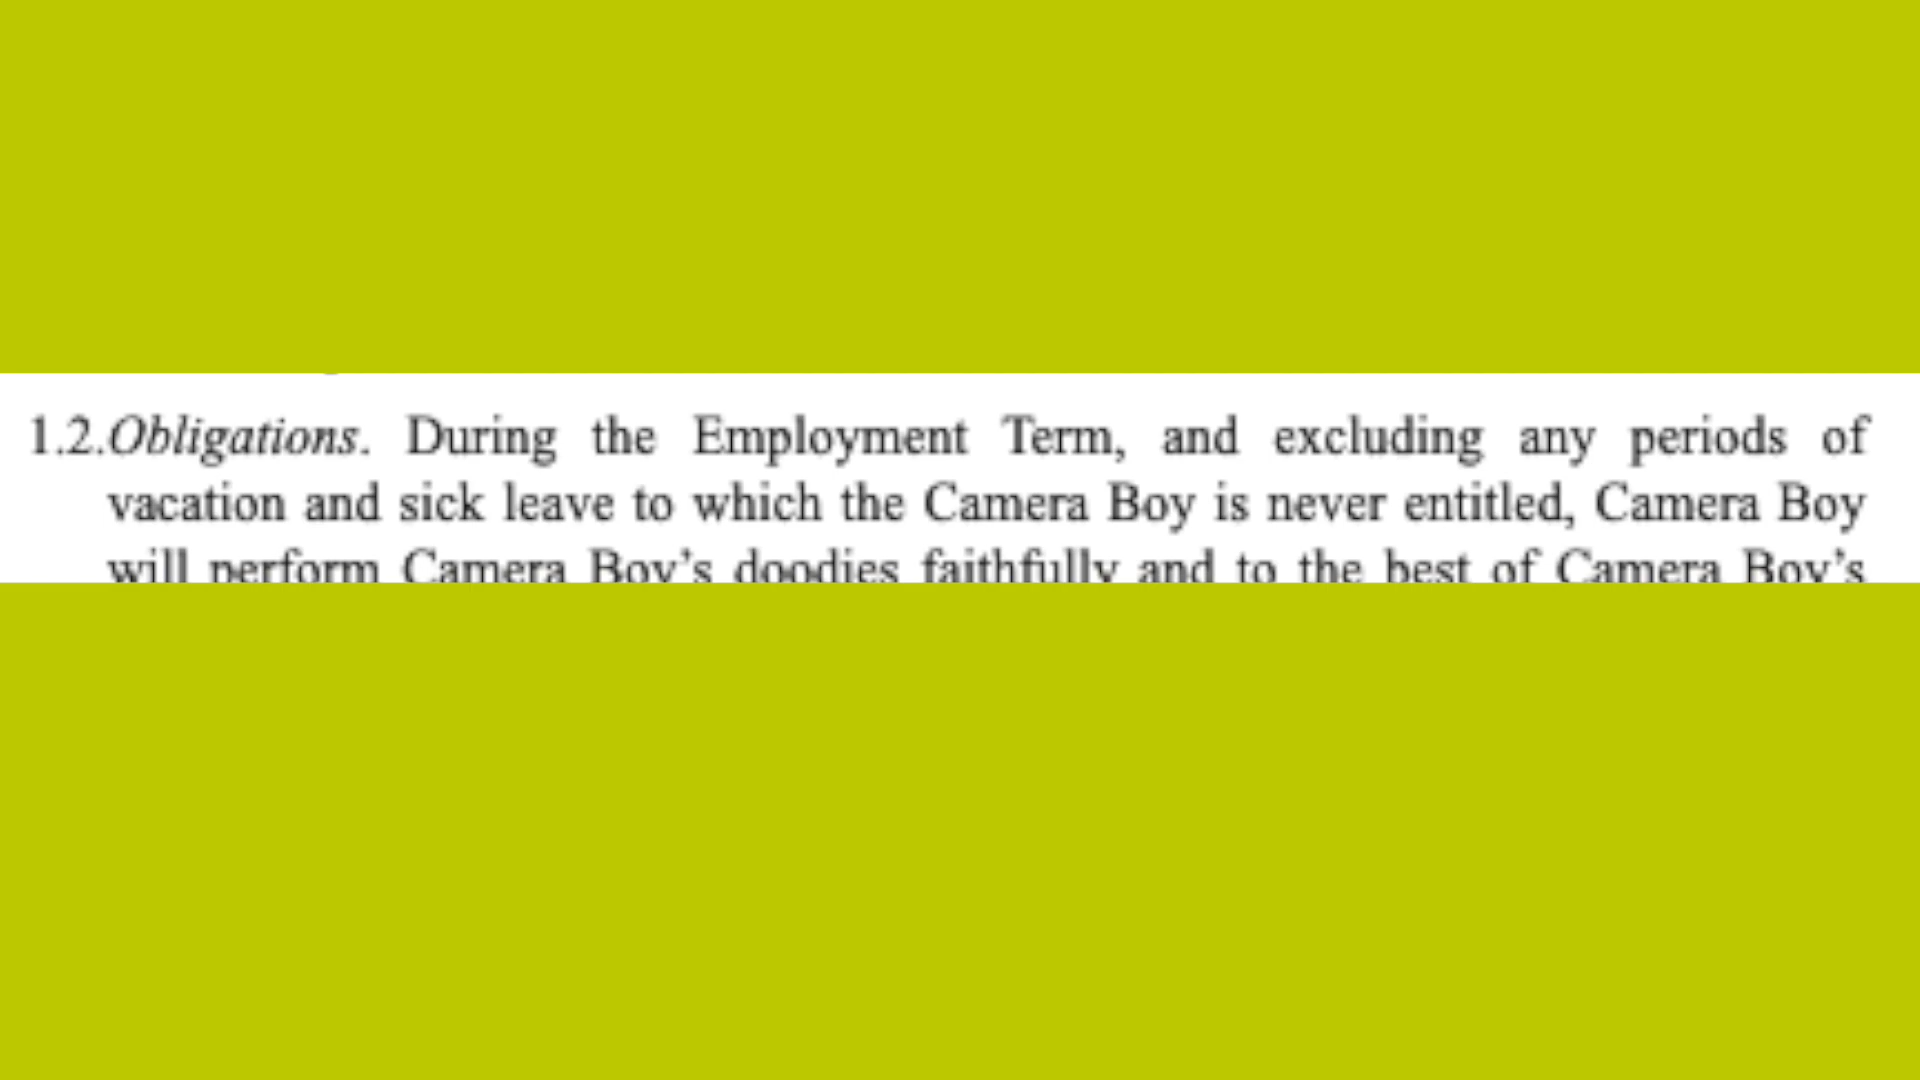 1.2.Obligations. During the Employment Term, and excluding any periods of
vacation and sick leave to which the Camera Boy is never entitled, Camera Boy
will perform Camera Boy’s doodies faithfully and to the best of Camera Boy’s